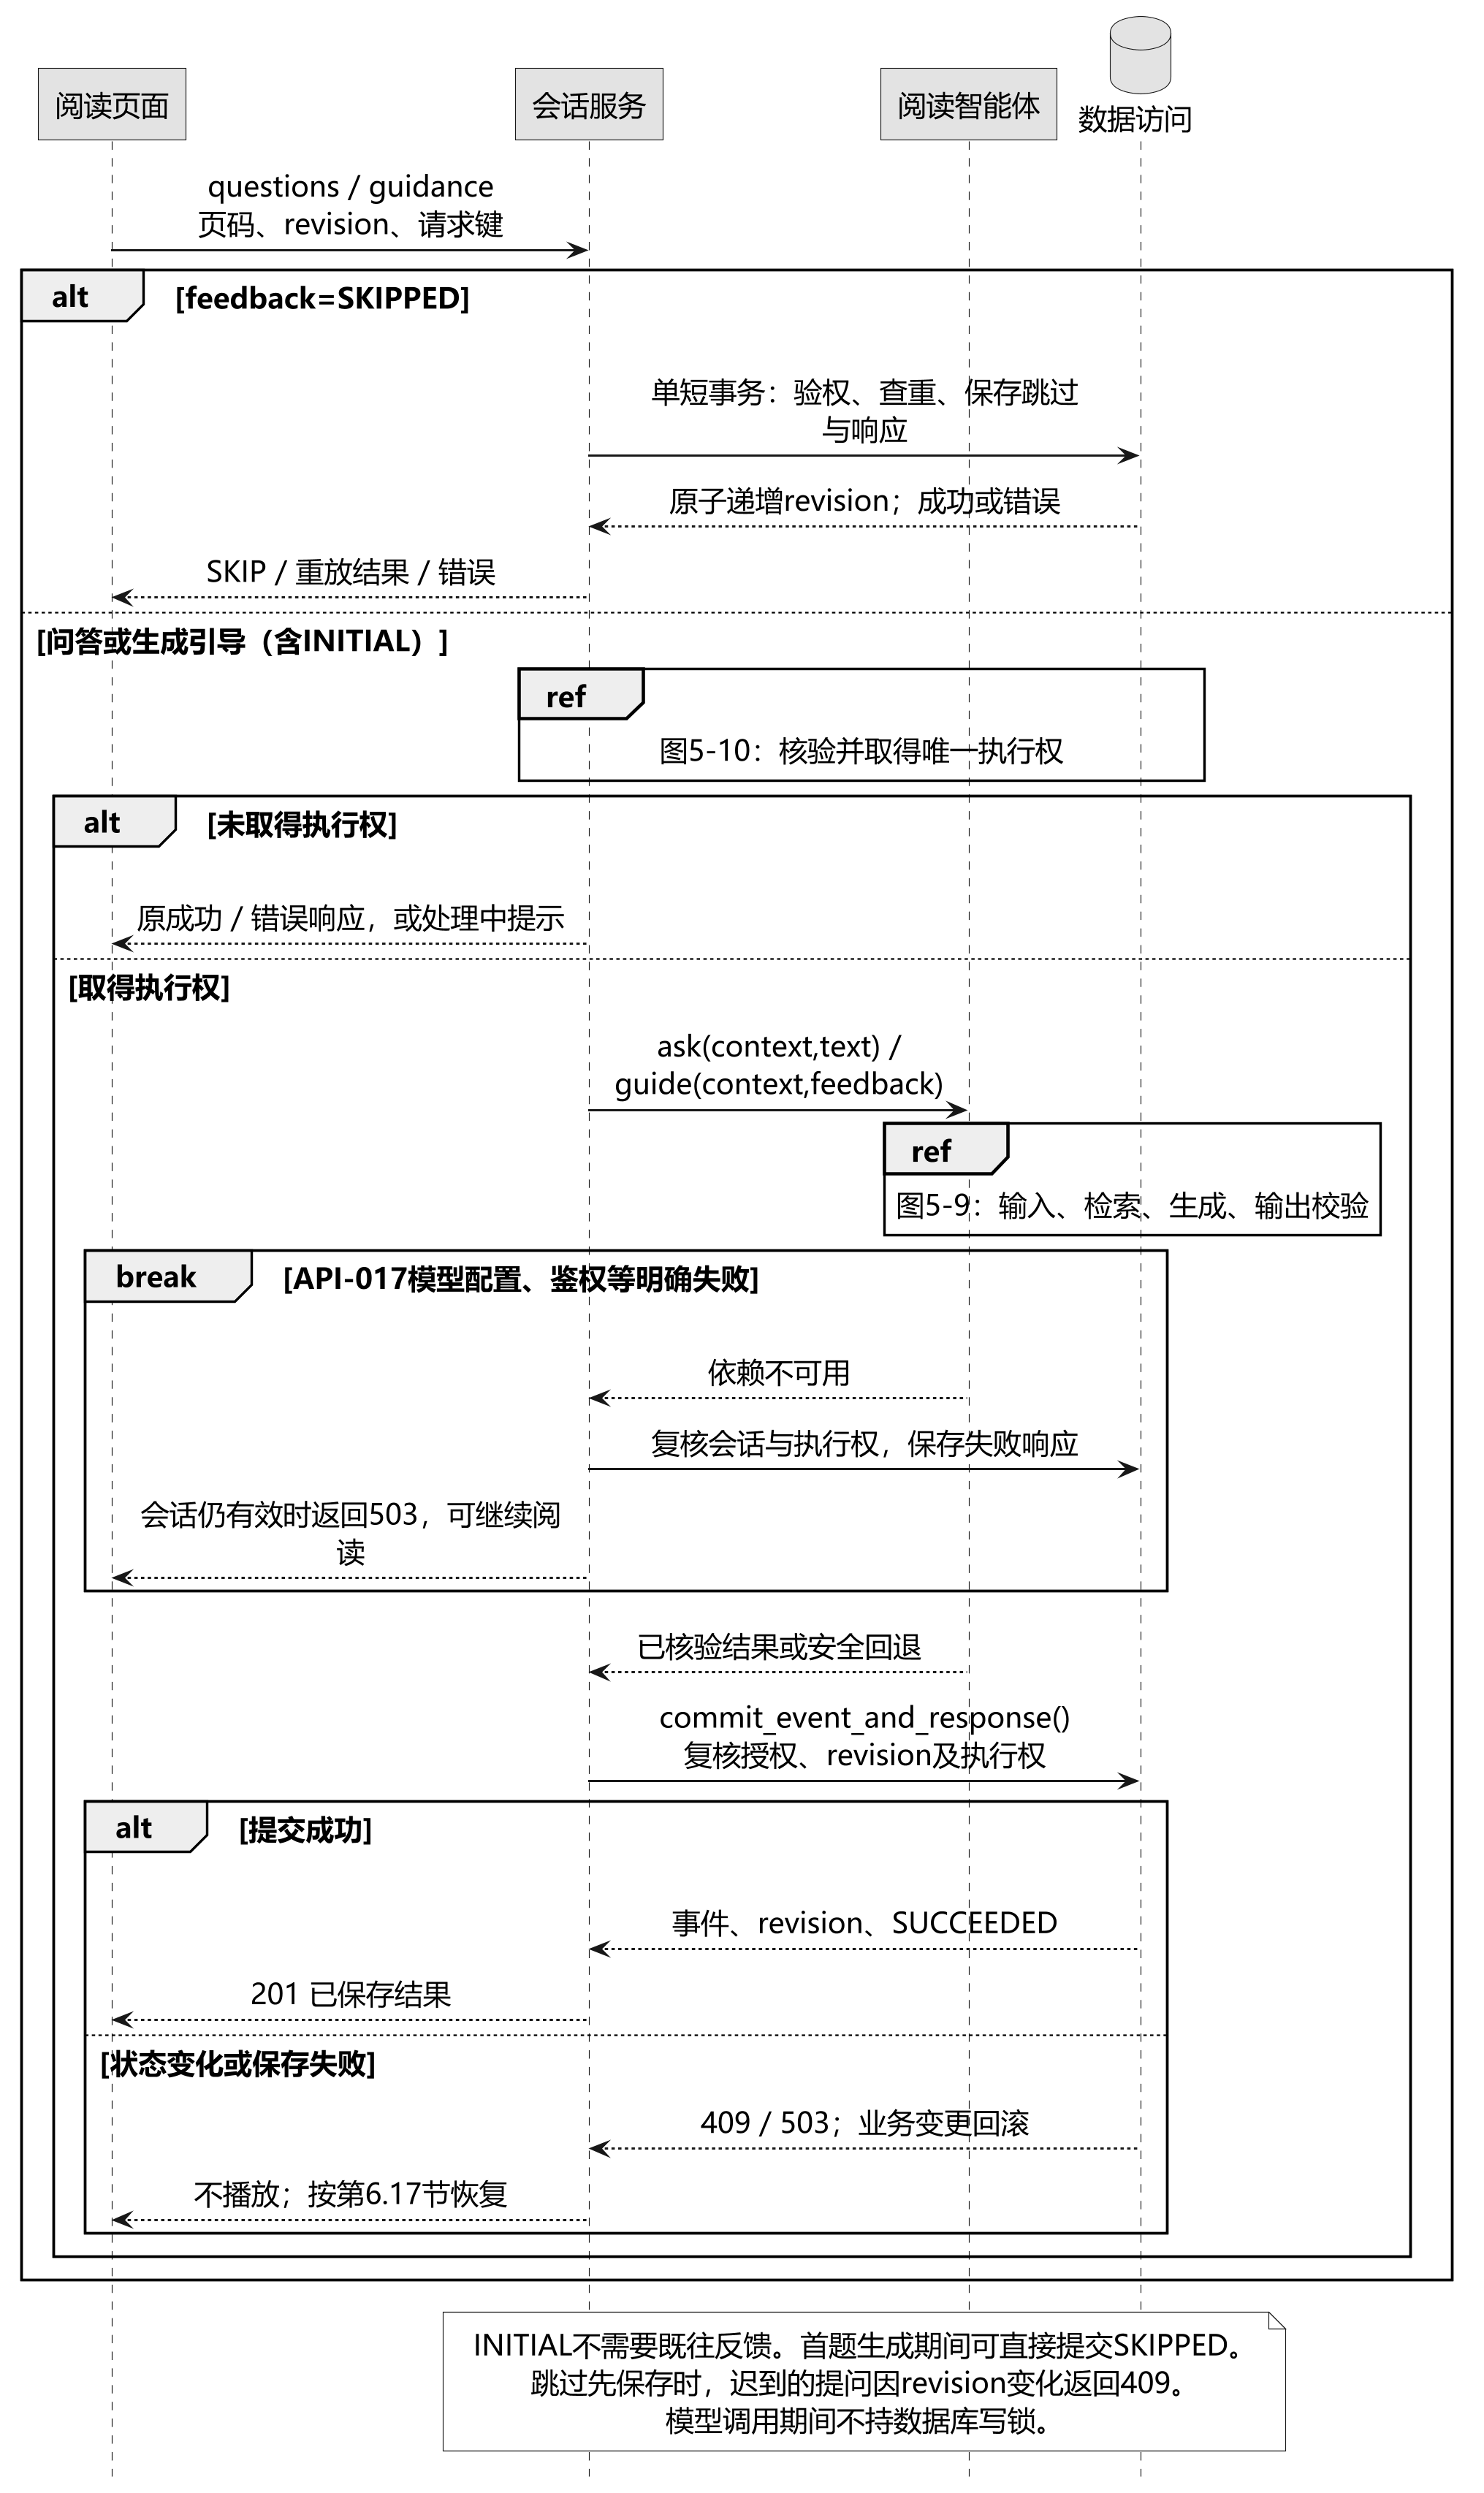 阅读页面
会话服务
阅读智能体
数据访问
questions / guidance
页码、revision、请求键
alt
[feedback=SKIPPED]
单短事务：验权、查重、保存跳过
与响应
原子递增revision；成功或错误
SKIP / 重放结果 / 错误
[问答或生成引导（含INITIAL）]
ref
图5-10：核验并取得唯一执行权
alt
[未取得执行权]
原成功 / 错误响应，或处理中提示
[取得执行权]
ask(context,text) /
guide(context,feedback)
ref
图5-9：输入、检索、生成、输出校验
break
[API-017模型配置、鉴权等明确失败]
依赖不可用
复核会话与执行权，保存失败响应
会话仍有效时返回503，可继续阅
读
已核验结果或安全回退
commit_event_and_response()
复核授权、revision及执行权
alt
[提交成功]
事件、revision、SUCCEEDED
201 已保存结果
[状态变化或保存失败]
409 / 503；业务变更回滚
不播放；按第6.17节恢复
INITIAL不需要既往反馈。首题生成期间可直接提交SKIPPED。
跳过先保存时，迟到的提问因revision变化返回409。
模型调用期间不持数据库写锁。